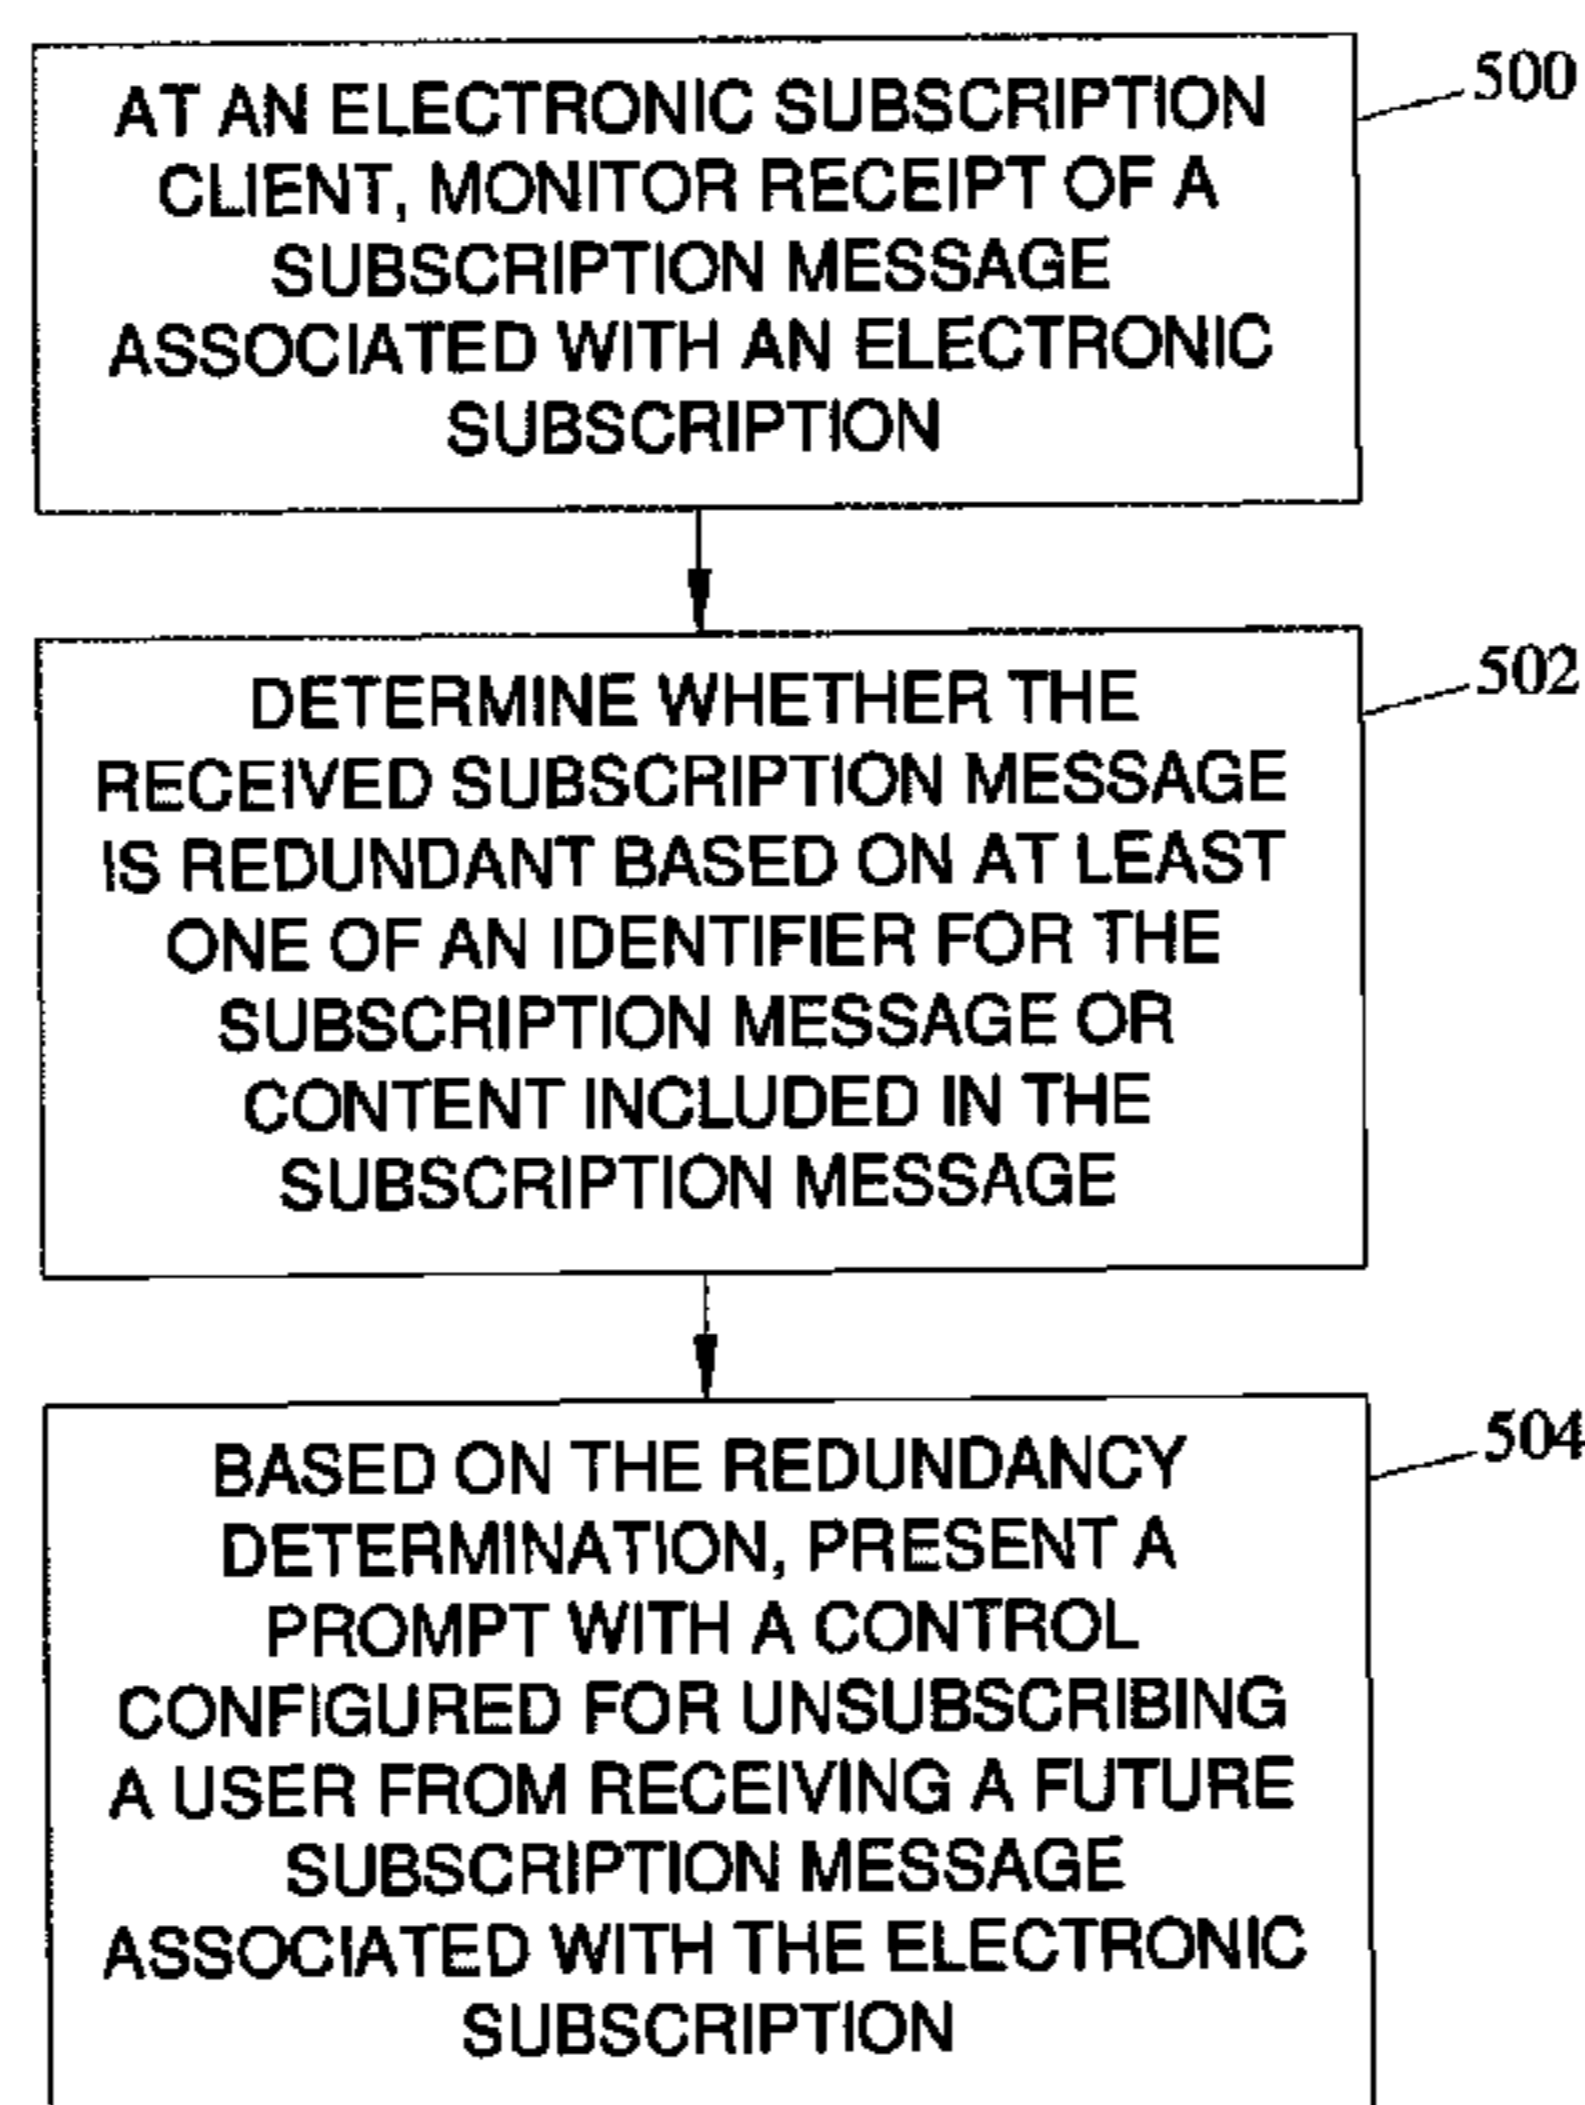 AT AN ELECTRONIC SUBSCRIPTION
CLIENT, MONITOR RECEIPT OF A
SUBSCRIPTION MESSAGE
ASSOCIATED WITH AN ELECTRONIC
SUBSCRIPTION
500
DETERMINE WHETHER THE
RECEIVED SUBSCRIPTION MESSAGE
IS REDUNDANT BASED ON AT LEAST
ONE OF AN IDENTIFIER FOR THE
SUBSCRIPTION MESSAGE OR
CONTENT INCLUDED IN THE
SUBSCRIPTION MESSAGE
502
BASED ON THE REDUNDANCY
DETERMINATION, PRESENT A
PROMPT WITH A CONTROL
CONFIGURED FOR UNSUBSCRIBING
A USER FROM RECEIVING A FUTURE
SUBSCRIPTION MESSAGE
ASSOCIATED WITH THE ELECTRONIC
SUBSCRIPTION
504